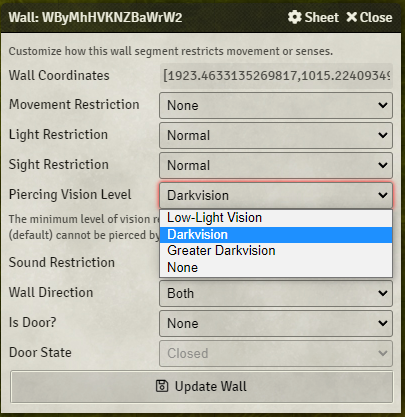 Wall: WByMhHVKNZBaWrW2 Sheet Close
Customize how this wall segment restricts movement or senses.
Wall Coordinates [1923.4633135269817,1015.22409349
Movement Restriction None
Light Restriction Normal
Sight Restriction Normal
Piercing Vision Level Darkvision
The minimum level of vision re
Low-Light Vision
(default) cannot be pierced by
Darkvision
Greater Darkvision
Sound Restriction
None
Wall Direction Both
Is Door? None
Door State Closed
Update Wall